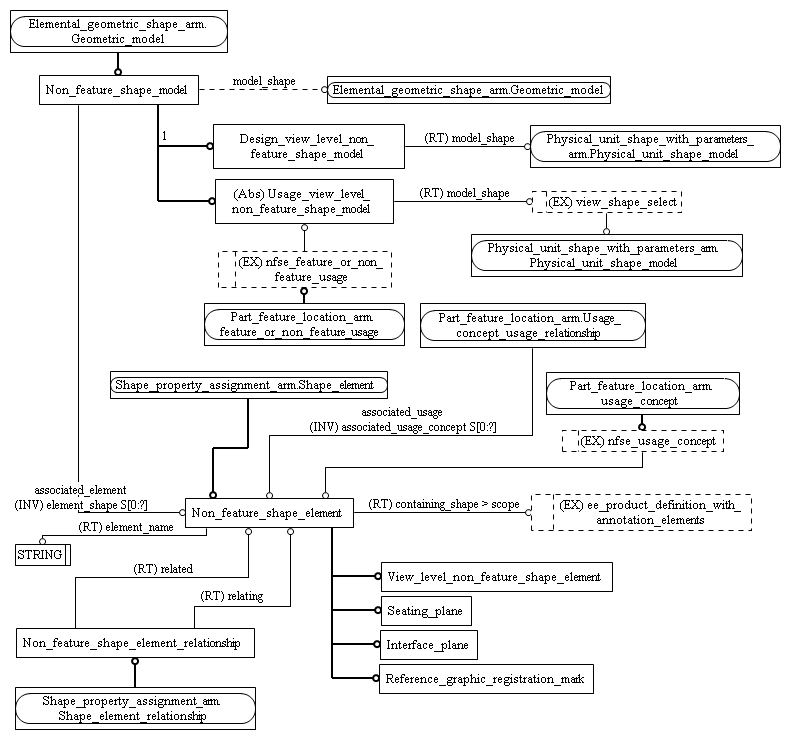 Elemental_geometric_shape_arm.
Geometric_model
Non_feature_shape_model
model_shape
Elemental_geometric_shape_arm.Geometric_model
1
Design_view_level_non_
feature_shape_model
(RT) model_shape
Physical_unit_shape_with_parameters_
arm.Physical_unit_shape_model
(Abs) Usage_view_level_
non_feature_shape_model
(RT) model_shape
(EX) view_shape_select
Physical_unit_shape_with_parameters_arm.
Physical_unit_shape_model
(EX) nfse_feature_or_non_
feature_usage
Part_feature_location_arm.
feature_or_non_feature_usage
Part_feature_location_arm.Usage_
concept_usage_relationship
Shape_property_assignment_arm.Shape_element
Part_feature_location_arm.
usage_concept
associated_usage
(INV) associated_usage_concept S[0:?]
(EX) nfse_usage_concept
associated_element
(INV) element_shape S[0:?]
Non_feature_shape_element
(RT) containing_shape > scope
(EX) ee_product_definition_with_
annotation_elements
(RT) element_name
STRING
(RT) related
(RT) relating
View_level_non_feature_shape_element
Seating_plane
Interface_plane
Reference_graphic_registration_mark
Non_feature_shape_element_relationship
Shape_property_assignment_arm.
Shape_element_relationship